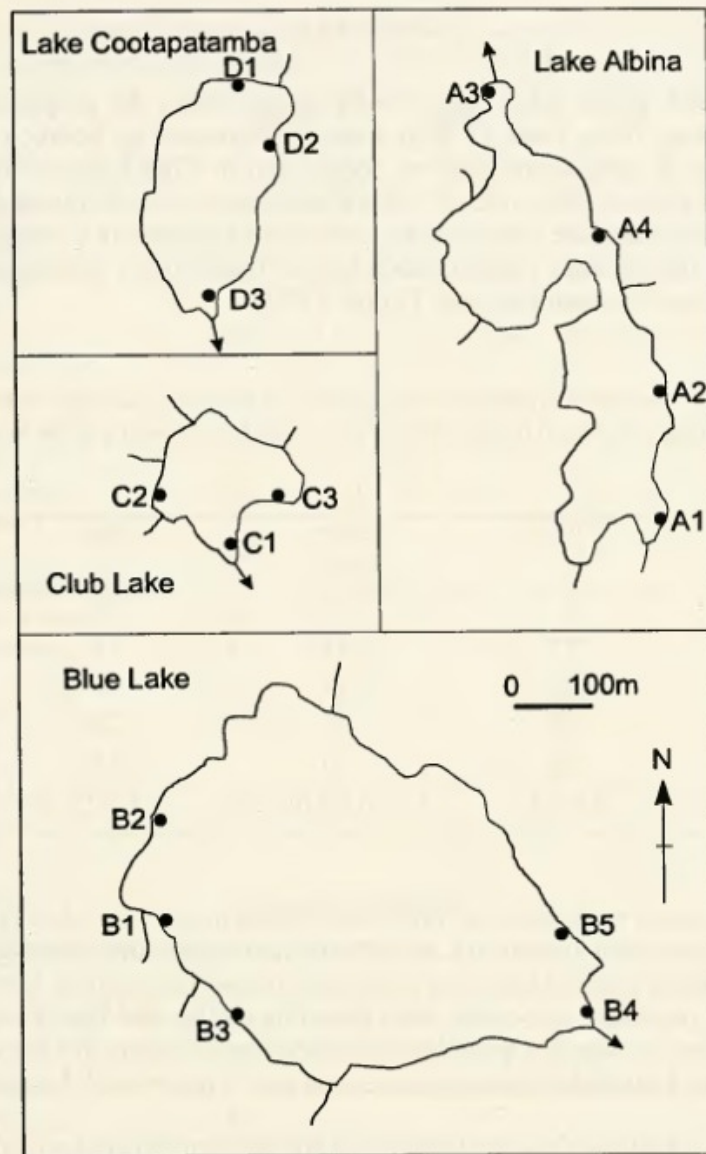 Lake Cootapatamba
D1
D2
D3
Lake Albina
A3
A4
A2
A1
C2
C3
C1
Club Lake
Blue Lake
0 100m
N
B2
B1
B5
B3
B4